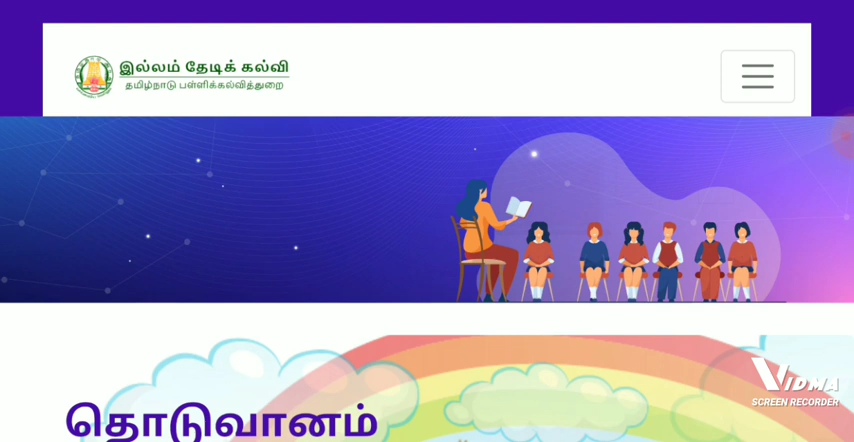 இல்லம் தேடிக் கல்வி
தமிழ்நாடு பள்ளிக்கல்வித்துறை
VIDMA
SCREEN RECORDER
தொடுவானம்